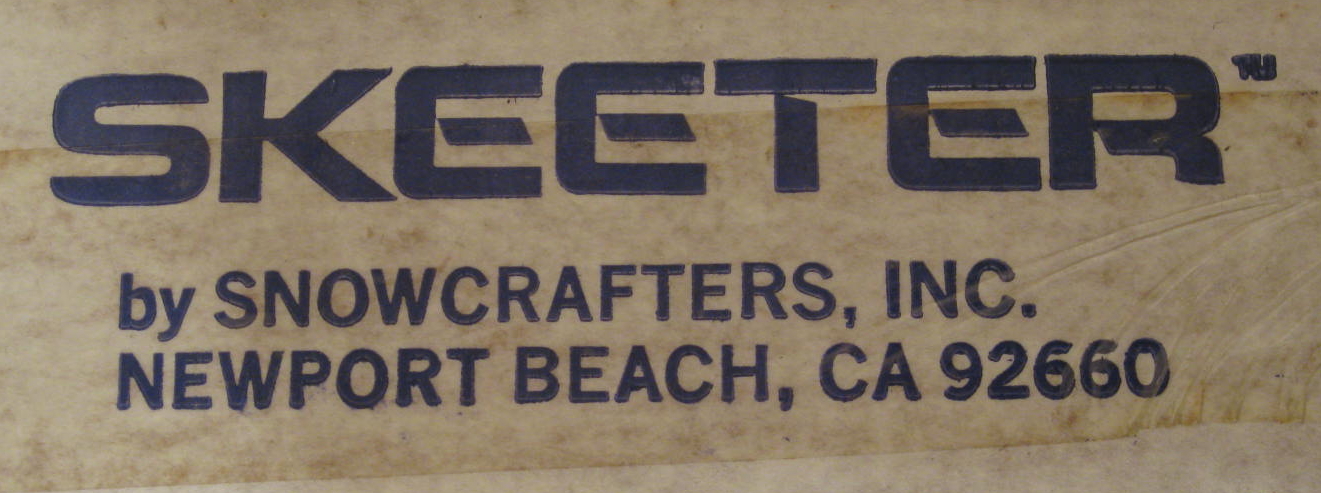 SKEETER™
by SNOWCRAFTERS, INC.
NEWPORT BEACH, CA 92660